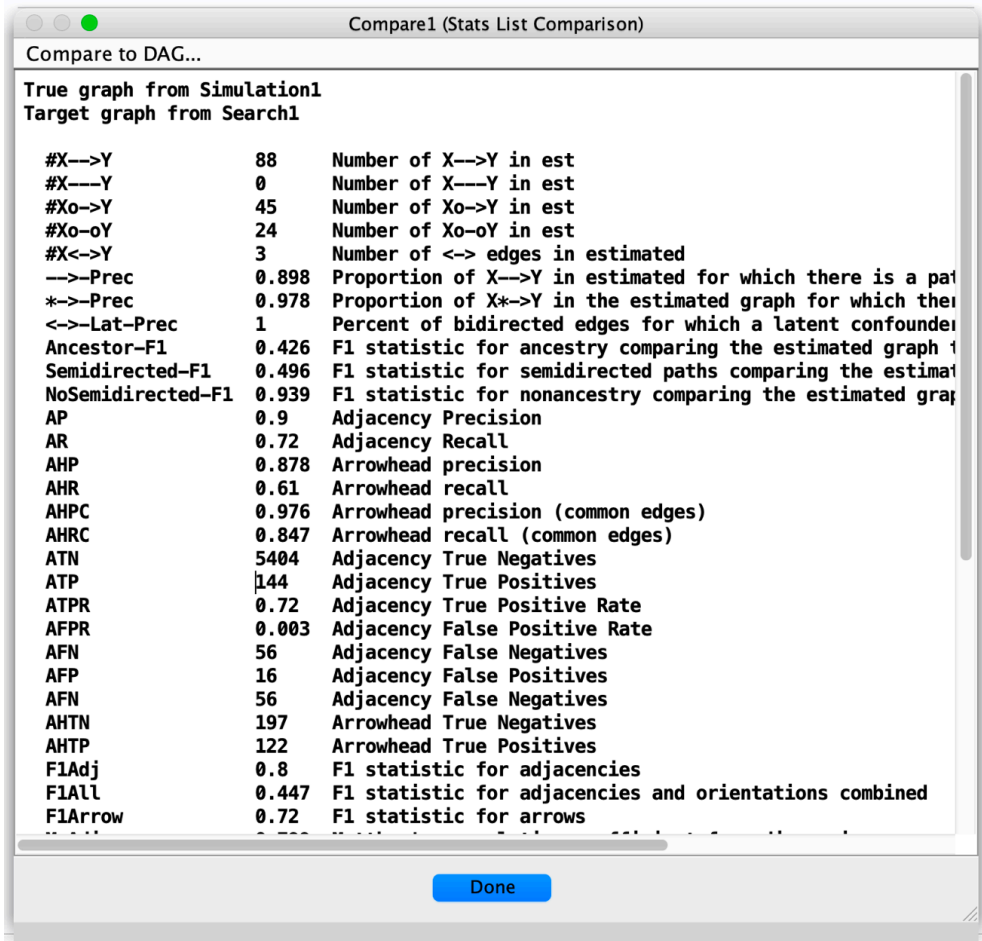 Compare1 (Stats List Comparison)
Compare to DAG...
True graph from Simulation1
Target graph from Search1
#X-->Y 88 Number of X-->Y in est
#X---Y 0 Number of X---Y in est
#Xo->Y 45 Number of Xo->Y in est
#Xo-oY 24 Number of Xo-oY in est
#X<->Y 3 Number of <-> edges in estimated
-->-Prec 0.898 Proportion of X-->Y in estimated for which there is a
*->-Prec 0.978 Proportion of X*->Y in the estimated graph for which
<->-Lat-Prec 1 Percent of bidirected edges for which a latent confounder
Ancestor-F1 0.426 F1 statistic for ancestry comparing the estimated graph
Semidirected-F1 0.496 F1 statistic for semidirected paths comparing the
NoSemidirected-F1 0.939 F1 statistic for nonancestry comparing the estimated
AP 0.9 Adjacency Precision
AR 0.72 Adjacency Recall
AHP 0.878 Arrowhead precision
AHR 0.61 Arrowhead recall
AHPC 0.976 Arrowhead precision (common edges)
AHRC 0.847 Arrowhead recall (common edges)
ATN 5404 Adjacency True Negatives
ATP 144 Adjacency True Positives
ATPR 0.72 Adjacency True Positive Rate
AFPR 0.003 Adjacency False Positive Rate
AFN 56 Adjacency False Negatives
AFP 16 Adjacency False Positives
AFN 56 Adjacency False Negatives
AHTN 197 Arrowhead True Negatives
AHTP 122 Arrowhead True Positives
F1Adj 0.8 F1 statistic for adjacencies
F1All 0.447 F1 statistic for adjacencies and orientations combined
F1Arrow 0.72 F1 statistic for arrows
Done